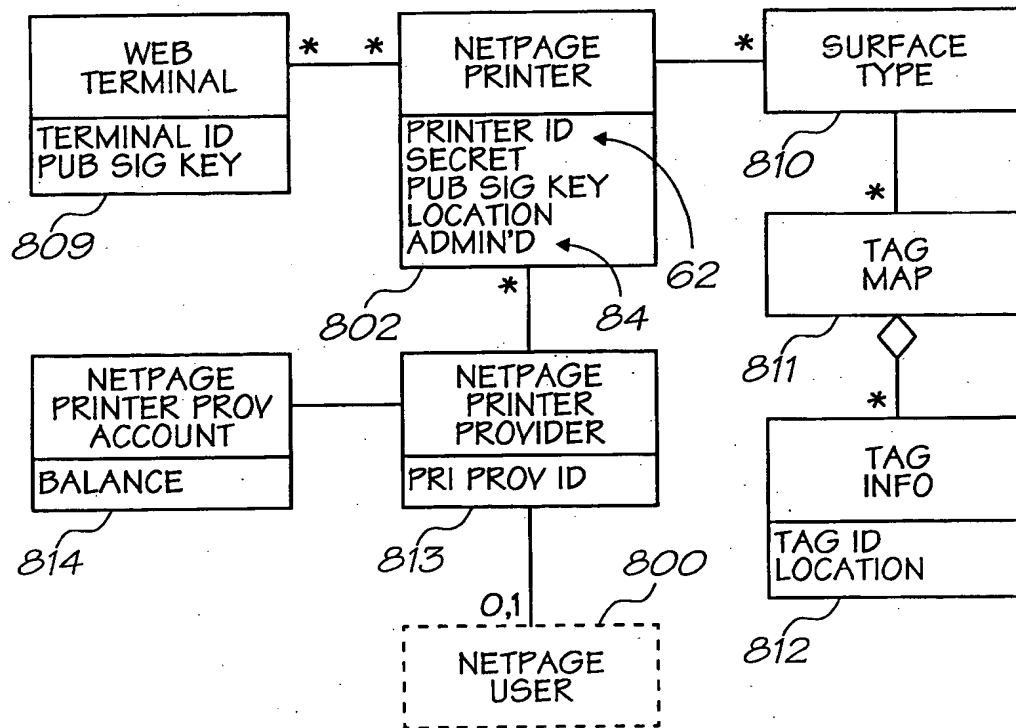 WEB
TERMINAL
TERMINAL ID
PUB SIG KEY
809
*
*
NETPAGE
PRINTER
PRINTER ID
SECRET
PUB SIG KEY
LOCATION
ADMIN'D
802
62
84
*
SURFACE
TYPE
810
*
TAG
MAP
811
*
TAG
INFO
TAG ID
LOCATION
812
*
NETPAGE
PRINTER PROV
ACCOUNT
BALANCE
814
NETPAGE
PRINTER
PROVIDER
PRI PROV ID
813
800
0,1
NETPAGE
USER